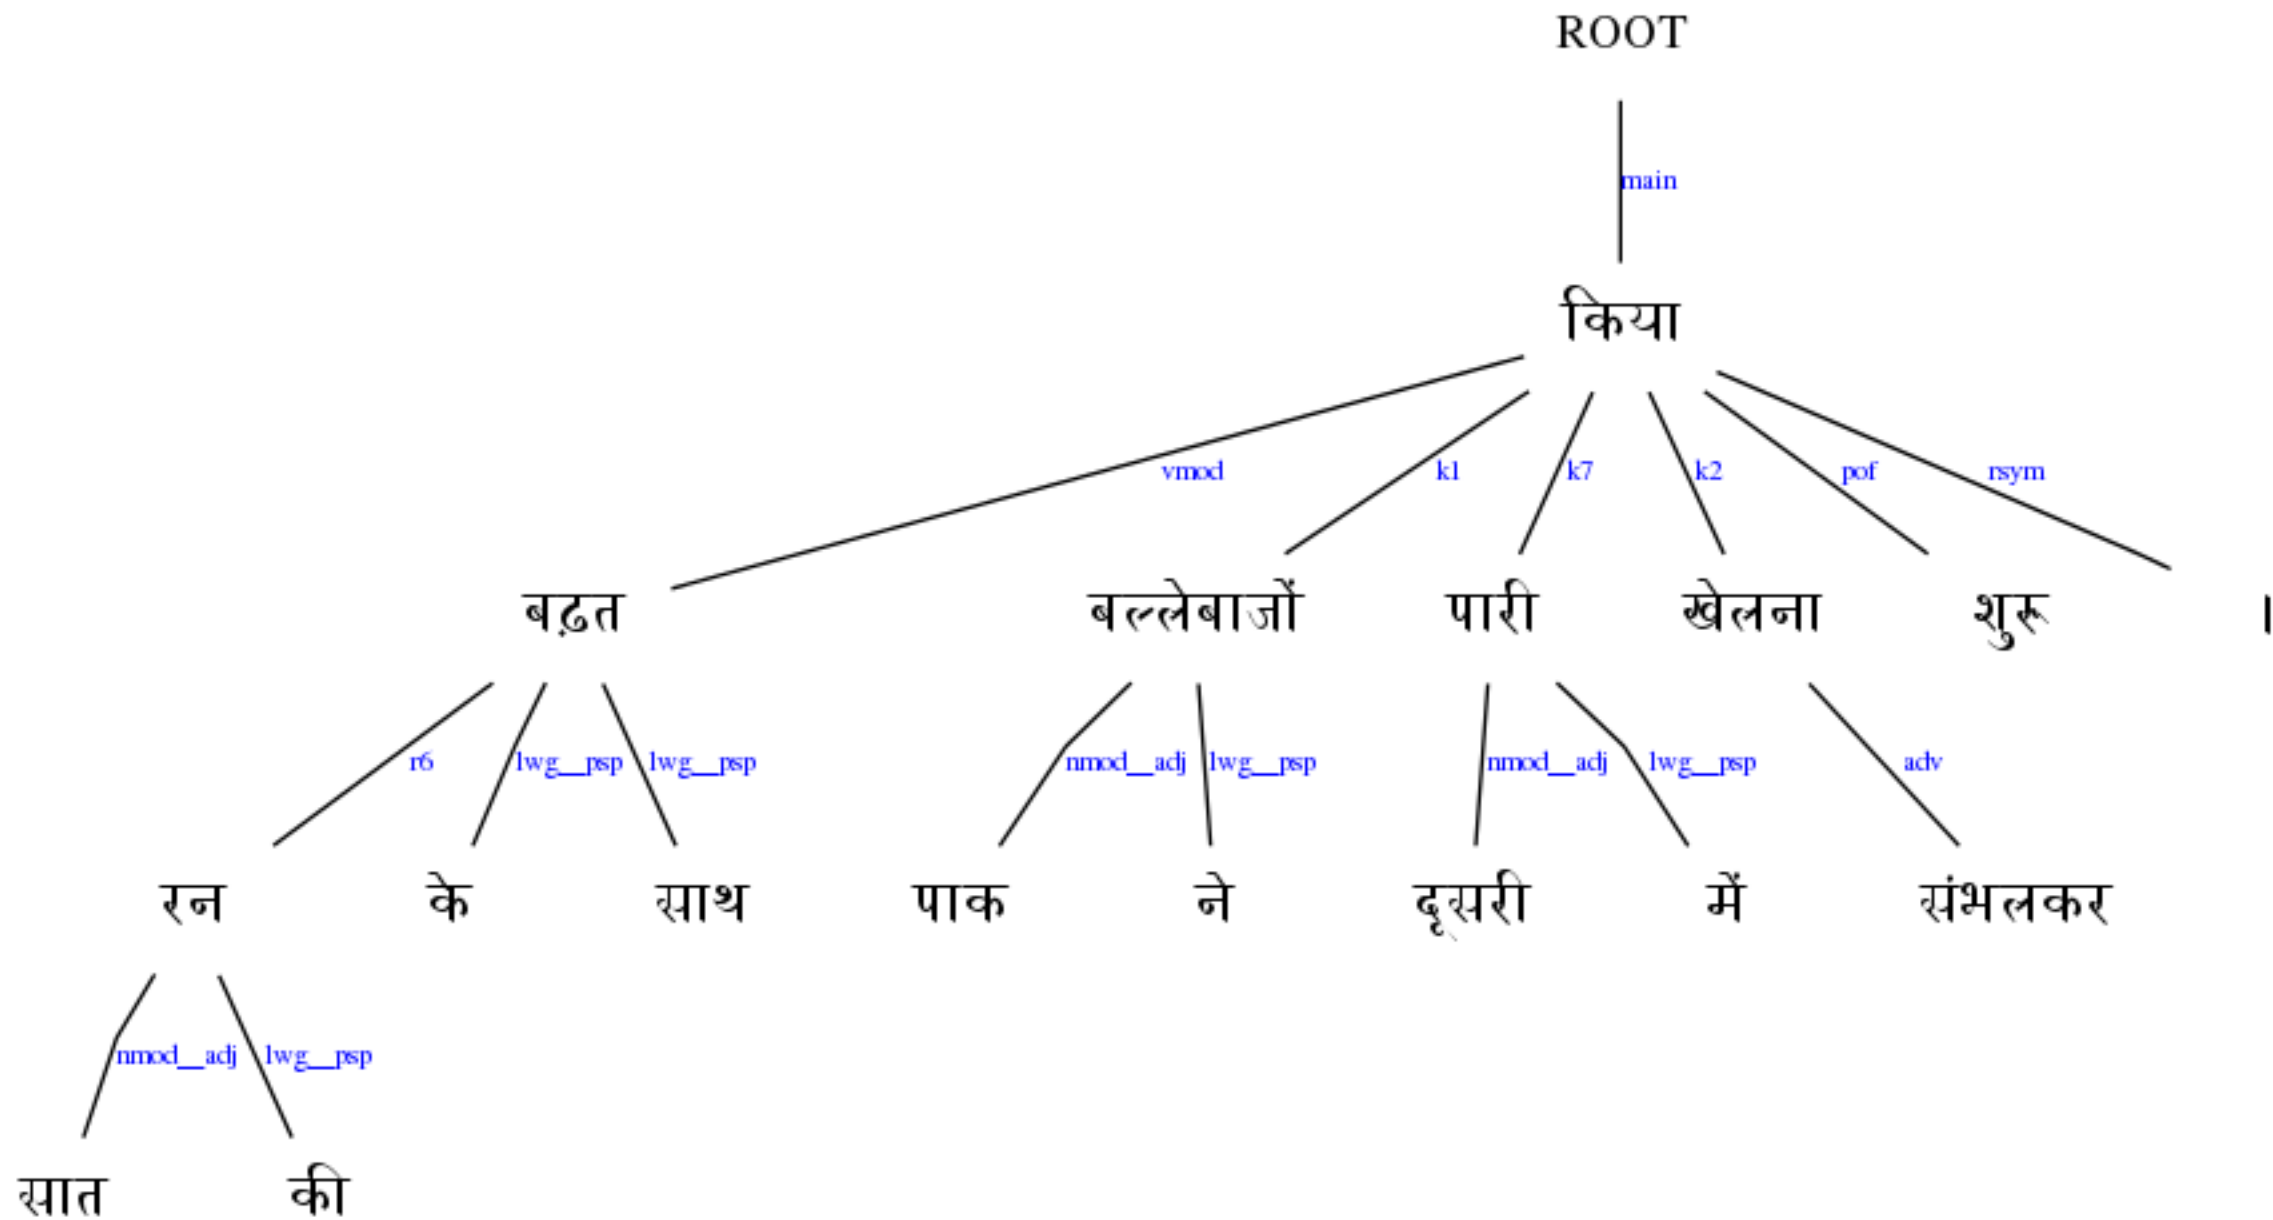 ROOT
main
किया
vmod k1 k7 k2 pof rsym
बढ़त बल्लेबाजों पारी खेलना शुरू ।
r6 lwg__psp lwg__psp nmod__adj lwg__psp nmod__adj lwg__psp adv
रन के साथ पाक ने दूसरी में संभलकर
nmod__adj lwg__psp
सात की